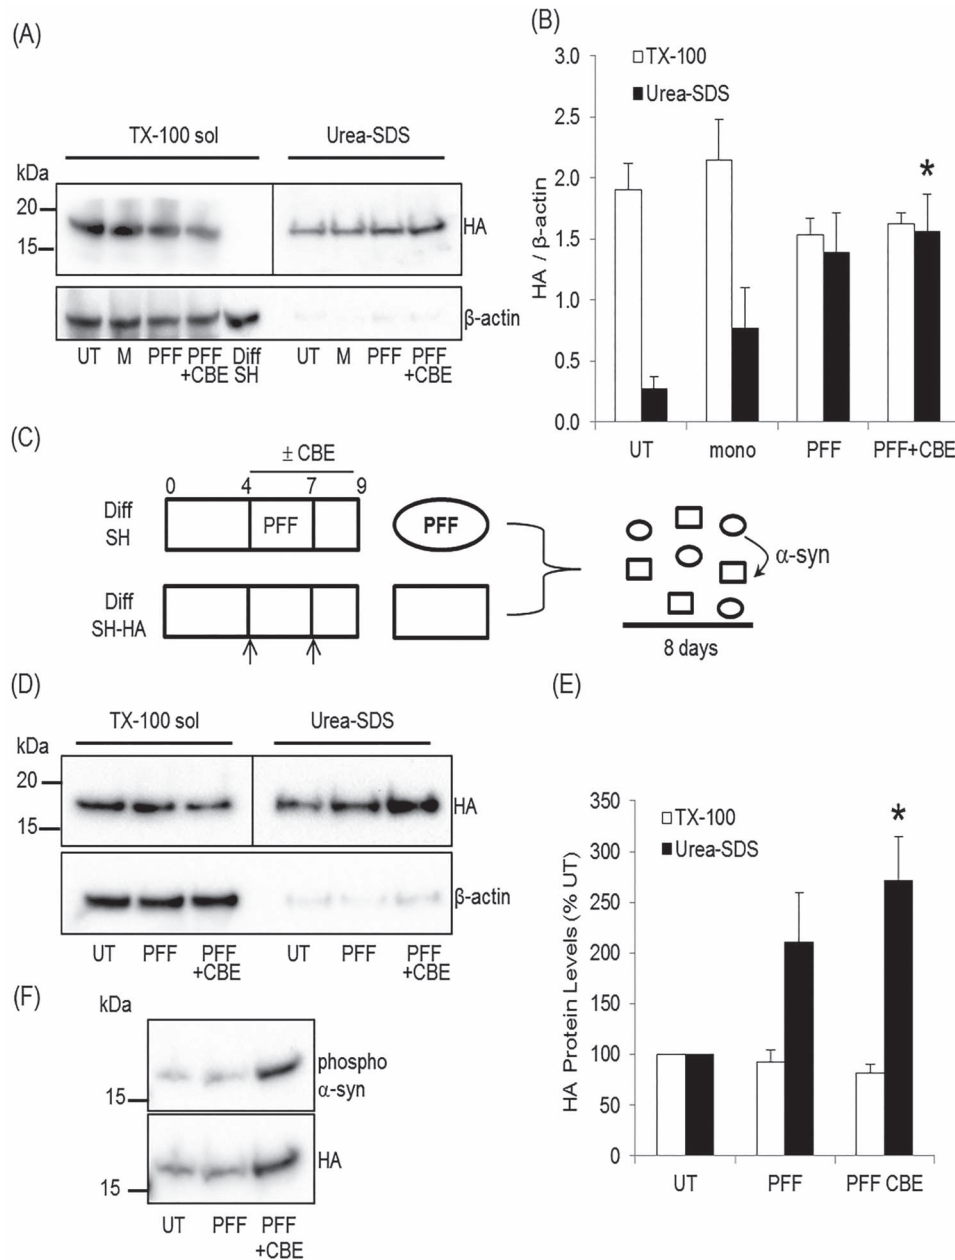 (A)
TX-100 sol Urea-SDS
kDa
20
15
HA
β-actin
UT M PFF PFF +CBE Diff SH UT M PFF PFF +CBE
(B)
3.0
2.5
2.0
1.5
1.0
0.5
0.0
HA / β-actin
TX-100
Urea-SDS
*
UT mono PFF PFF+CBE
(C)
± CBE
0 4 7 9
Diff
SH
PFF
PFF
Diff
SH-HA
α-syn
8 days
(D)
TX-100 sol Urea-SDS
kDa
20
15
HA
β-actin
UT PFF PFF +CBE UT PFF PFF +CBE
(E)
350
300
250
200
150
100
50
0
HA Protein Levels (% UT)
TX-100
Urea-SDS
*
UT PFF PFF CBE
(F)
kDa
15
phospho
α-syn
15
HA
UT PFF PFF
+CBE